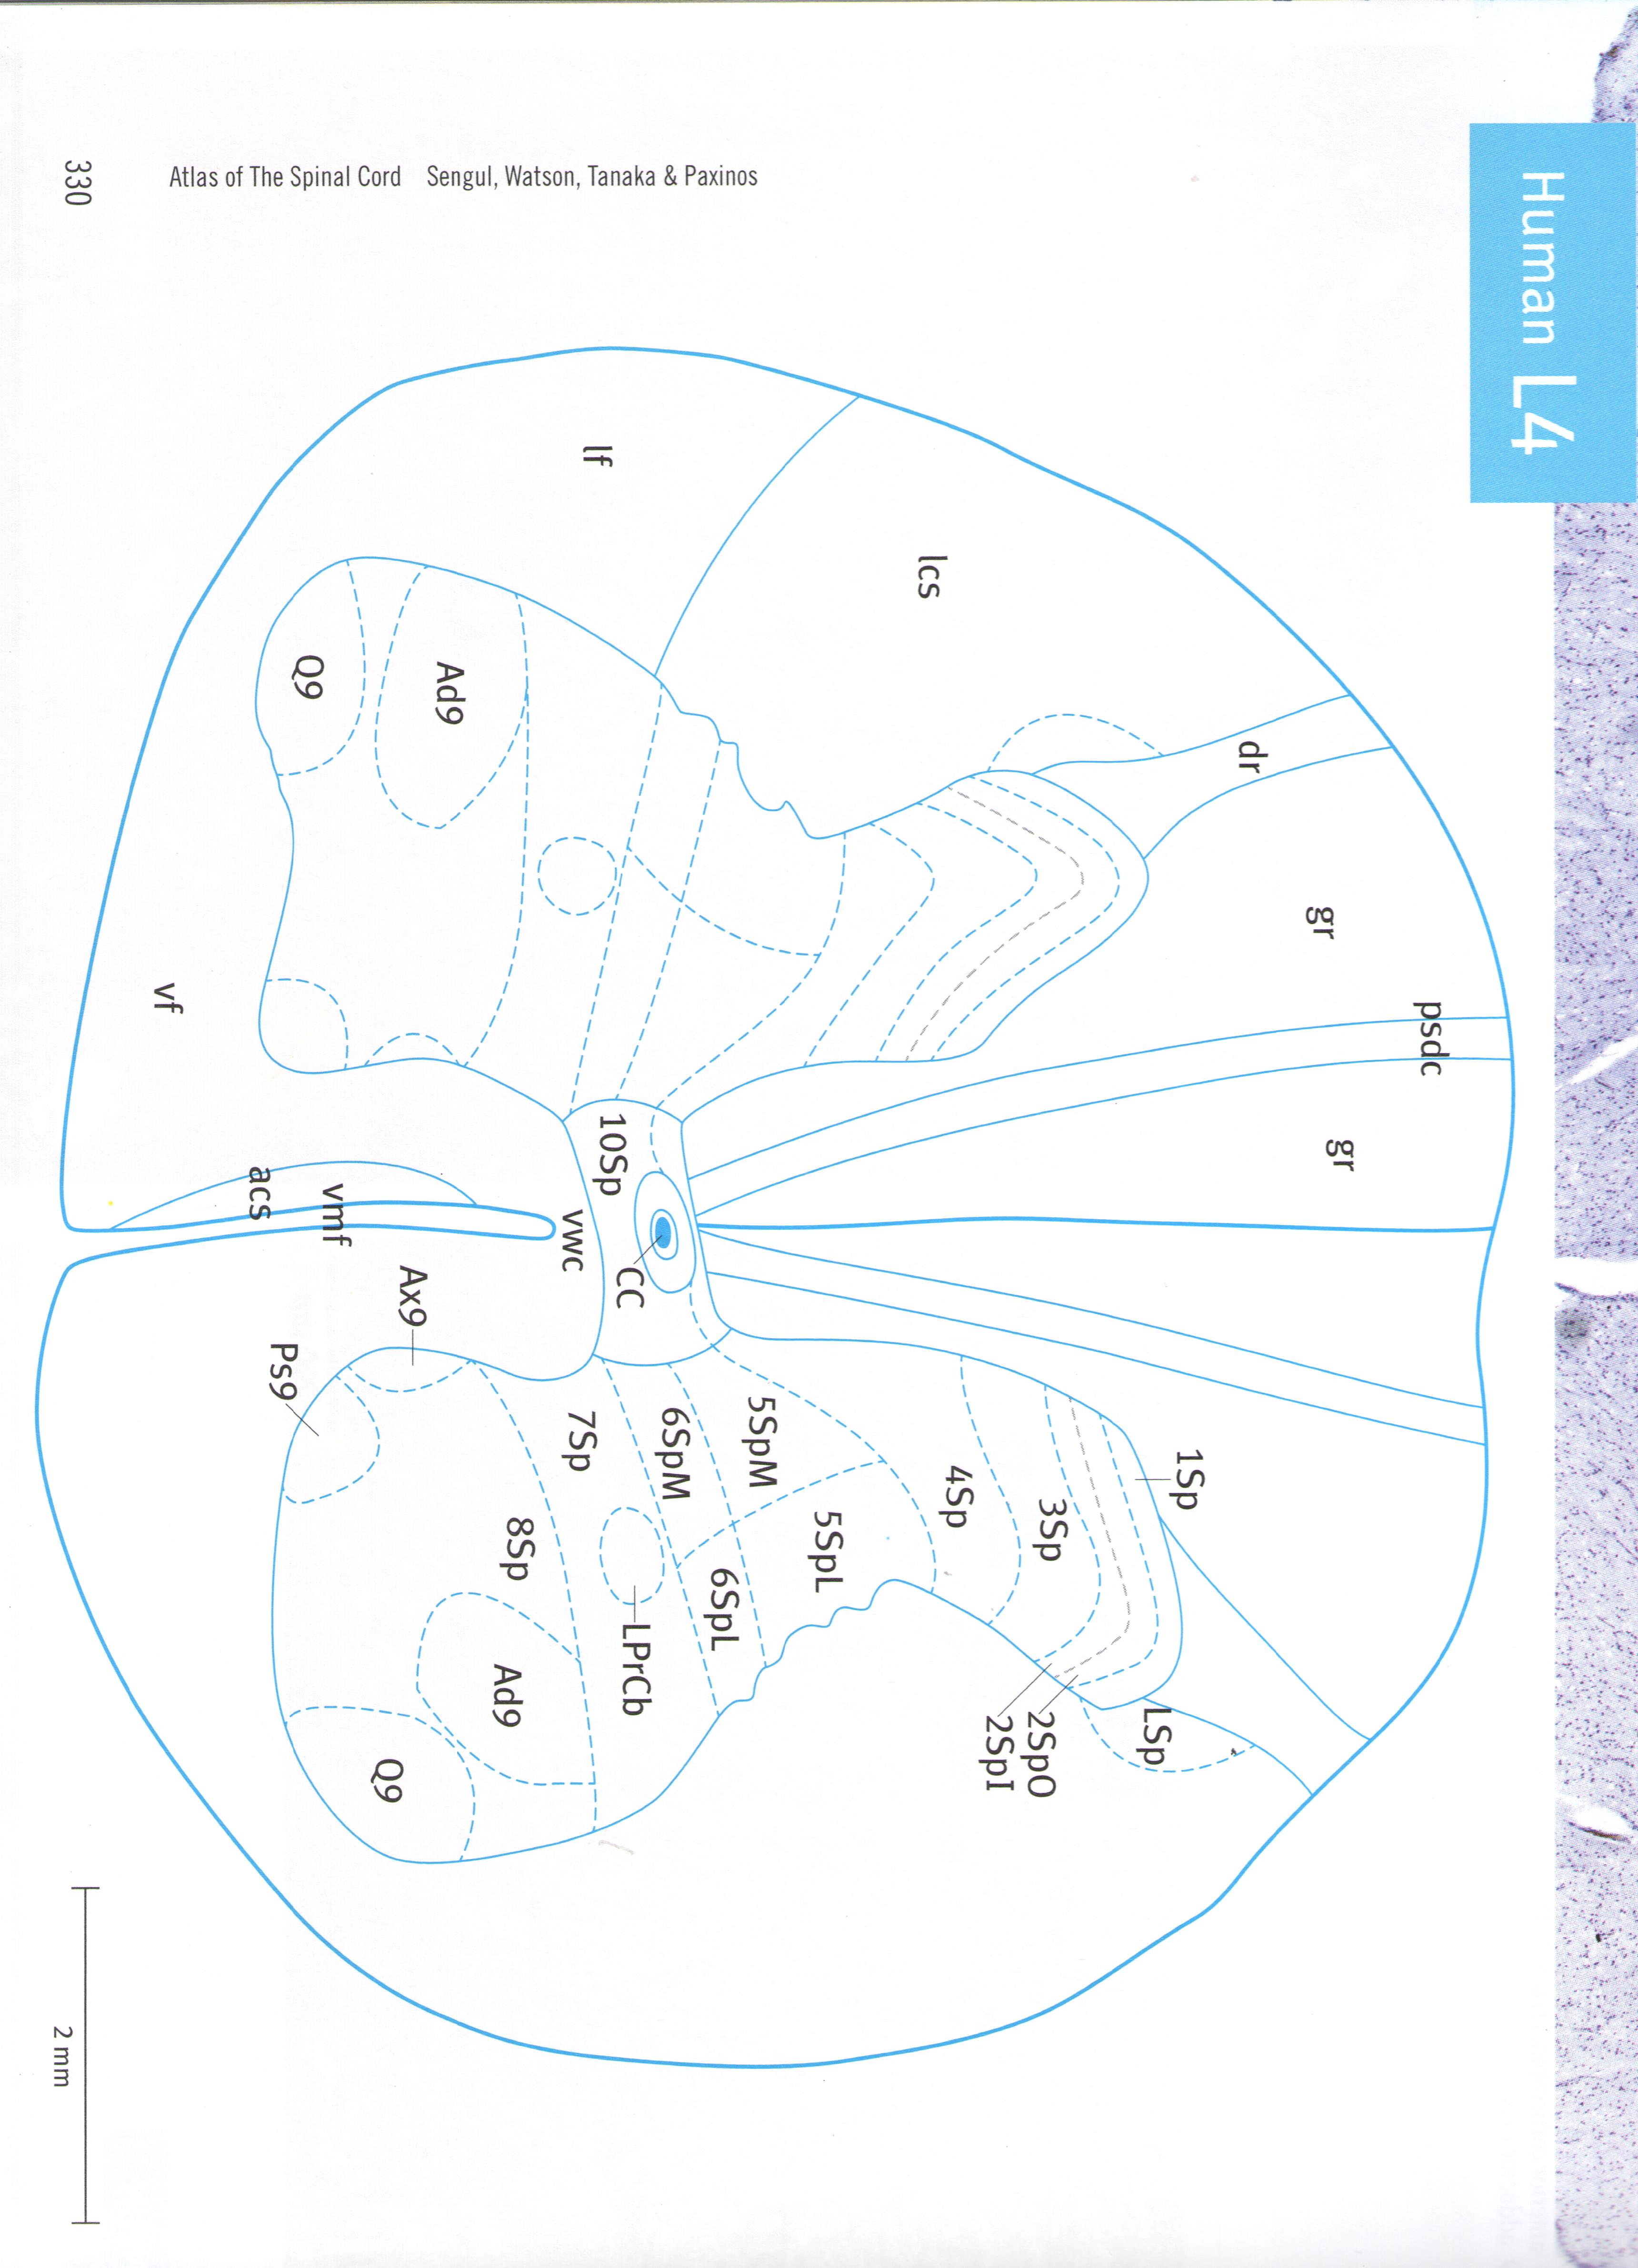 Human L4
gr
psdc
gr
dr
1Sp
LSp
lcs
3Sp
2SpO
2SpI
4Sp
5SpM
5SpL
6SpM
6SpL
10Sp
CC
LPrCb
lf
7Sp
vwc
8Sp
Ad9
Ad9
Ax9
Q9
Q9
vmf
acs
Ps9
vf
2 mm
330
Atlas of The Spinal Cord Sengul, Watson, Tanaka & Paxinos